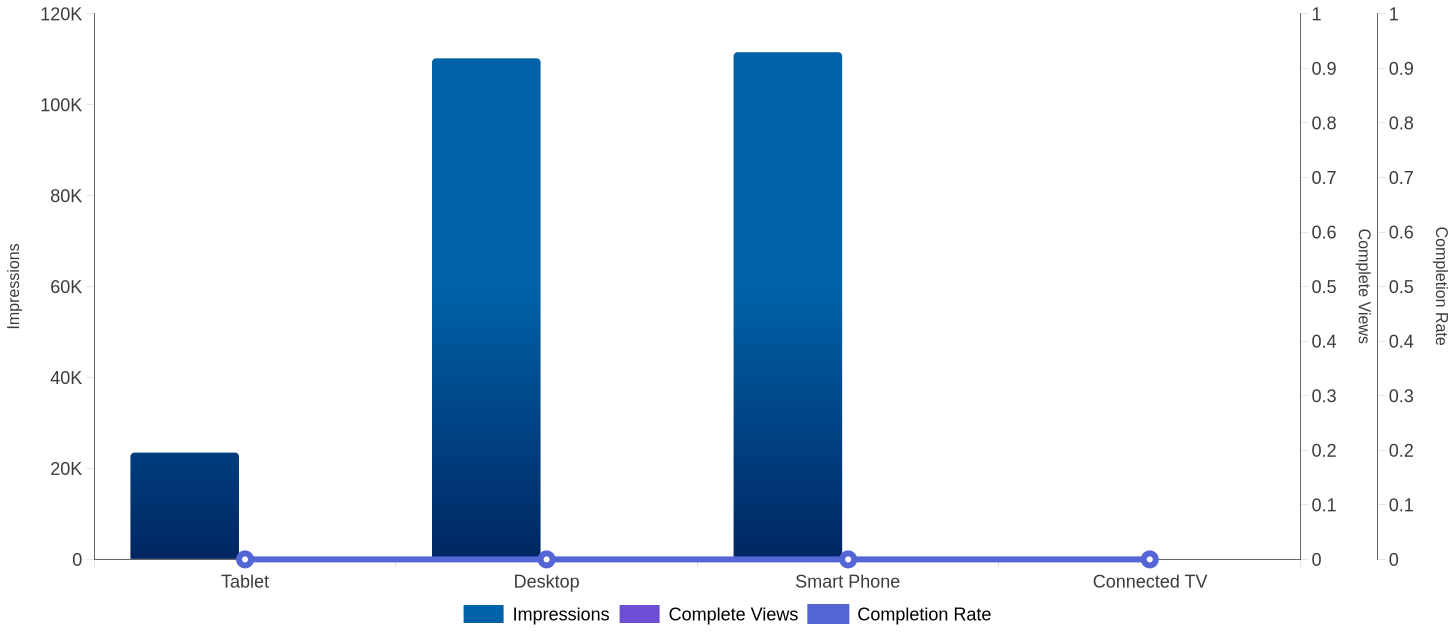 120K
100K
80K
60K
40K
20K
0
Impressions
1
0.9
0.8
0.7
0.6
0.5
0.4
0.3
0.2
0.1
0
Complete Views
1
0.9
0.8
0.7
0.6
0.5
0.4
0.3
0.2
0.1
0
Completion Rate
Tablet Desktop Smart Phone Connected TV
Impressions Complete Views Completion Rate